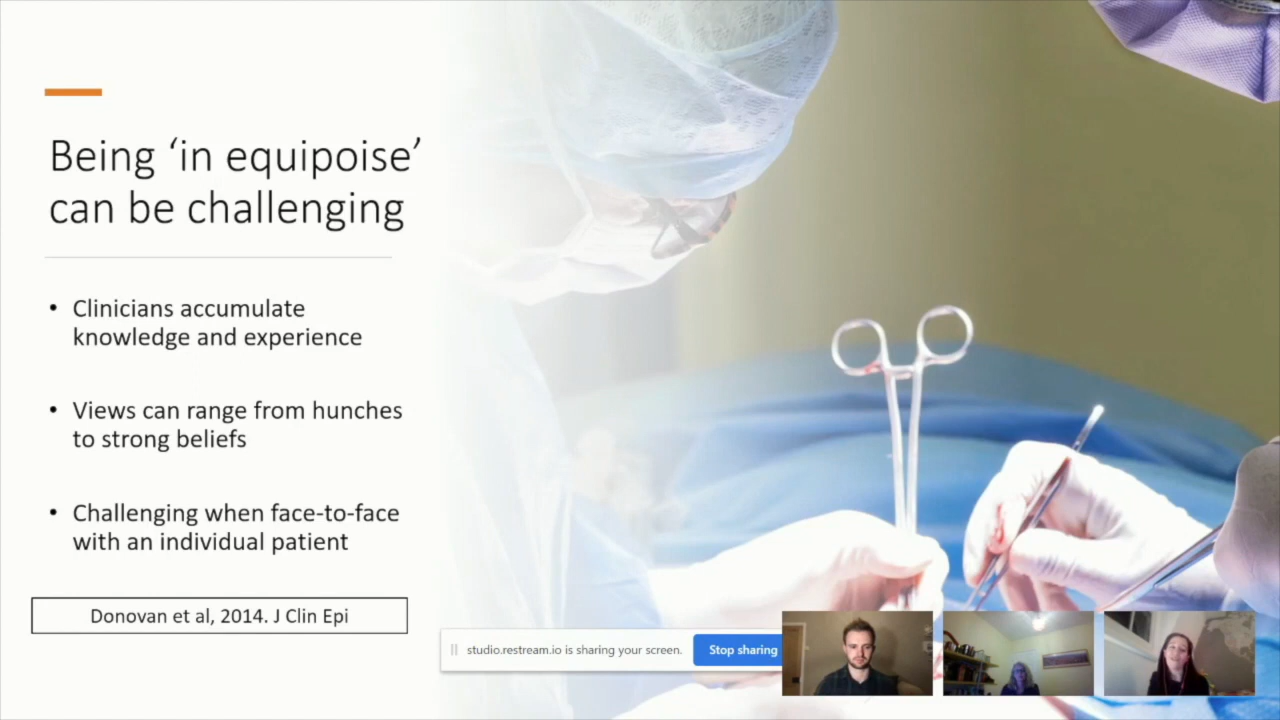 Being ‘in equipoise’
can be challenging
• Clinicians accumulate
knowledge and experience
• Views can range from hunches
to strong beliefs
• Challenging when face-to-face
with an individual patient
Donovan et al, 2014. J Clin Epi
studio.restream.io is sharing your screen.
Stop sharing